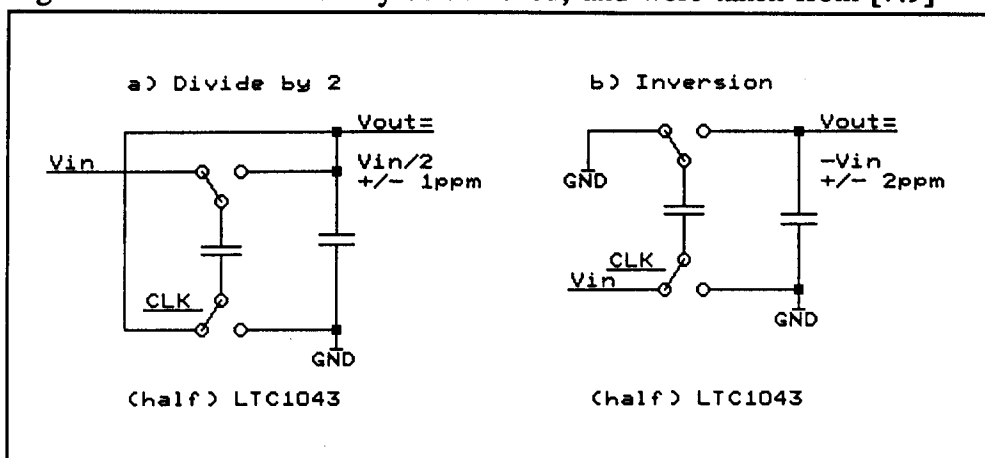 a) Divide by 2
Vout=
Vin
Vin/2
+/- 1ppm
CLK
GND
(half) LTC1043
b) Inversion
Vout=
GND
-Vin
+/- 2ppm
CLK
Vin
GND
(half) LTC1043